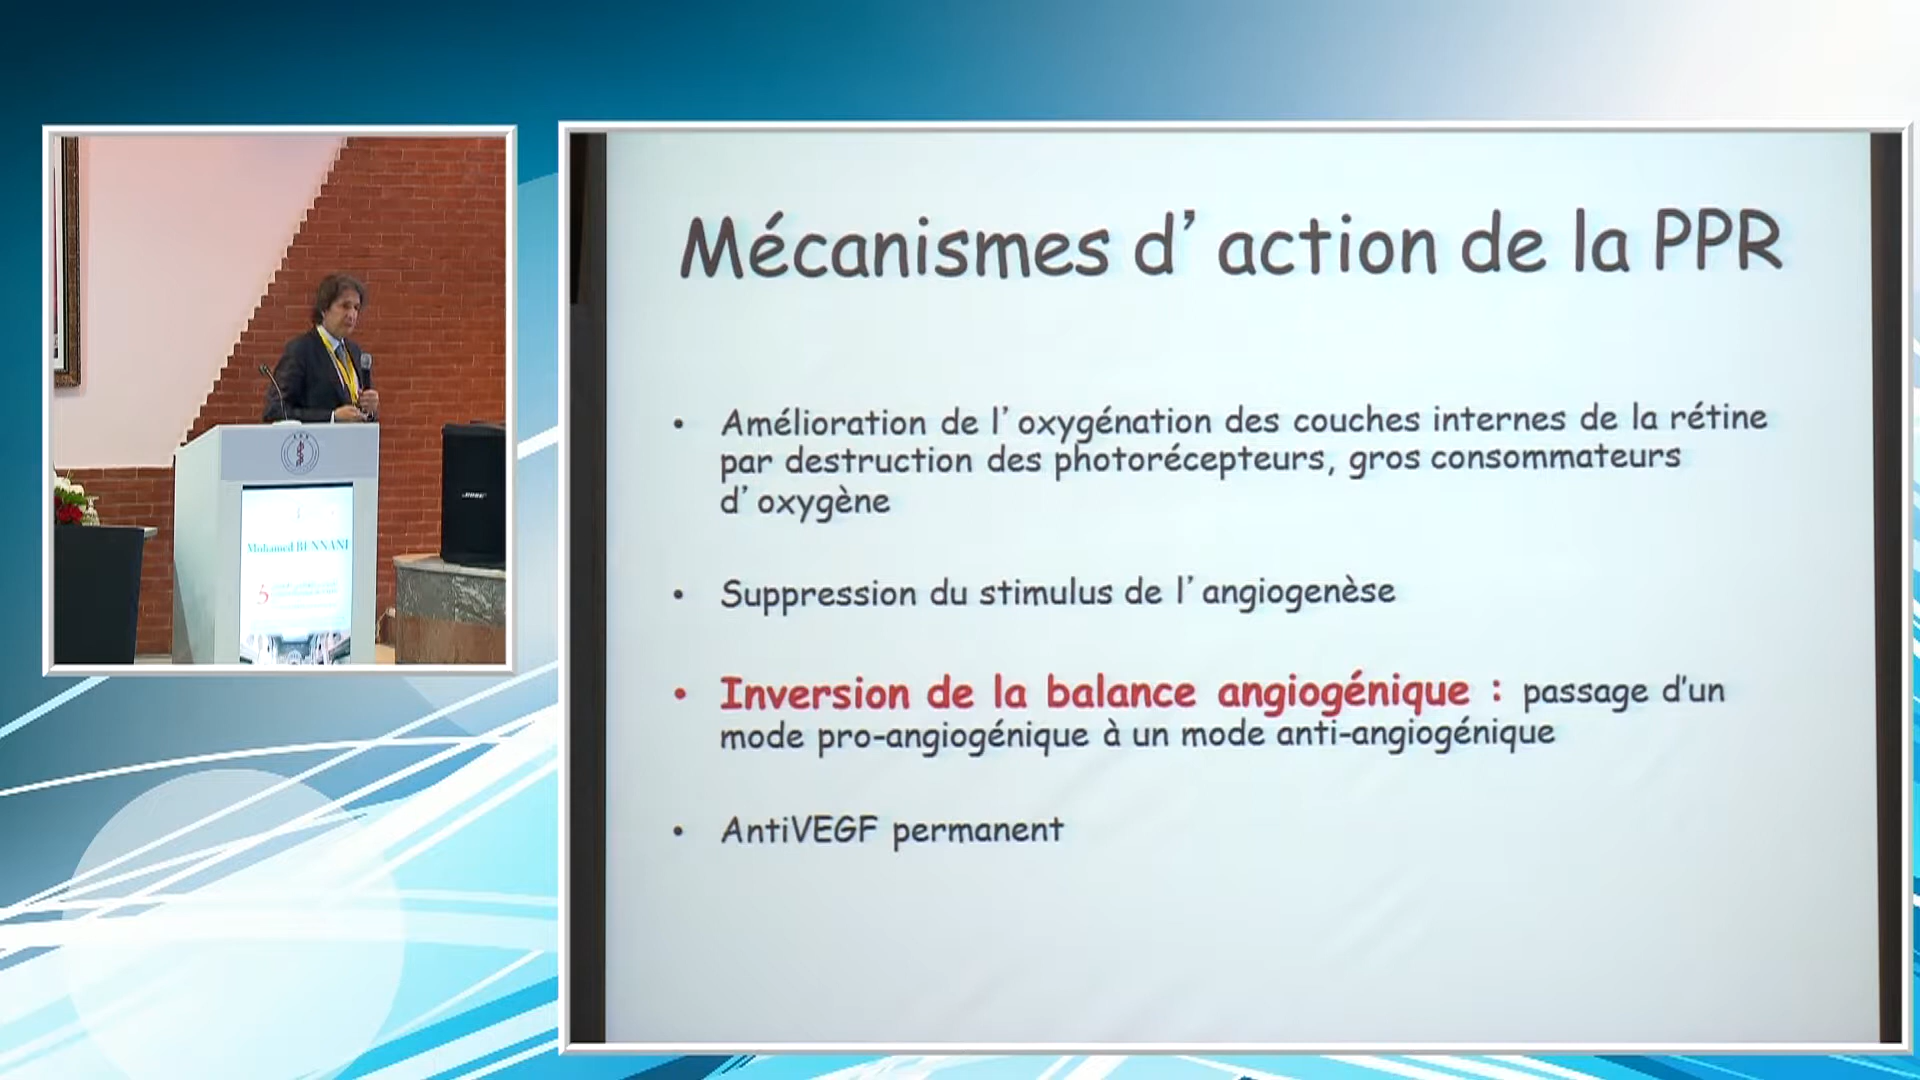 Mécanismes d’ action de la PPR
• Amélioration de l’ oxygénation des couches internes de la rétine
par destruction des photorécepteurs, gros consommateurs
d’ oxygène
• Suppression du stimulus de l’ angiogenèse
• Inversion de la balance angiogénique : passage d’un
mode pro-angiogénique à un mode anti-angiogénique
• AntiVEGF permanent
Mohamed BENNANI
5
BOSE